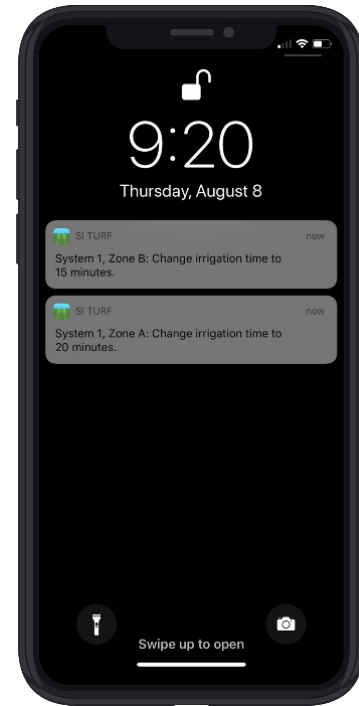 9:20
Thursday, August 8
SI TURF now
System 1, Zone B: Change irrigation time to
15 minutes.
SI TURF now
System 1, Zone A: Change irrigation time to
20 minutes.
Swipe up to open